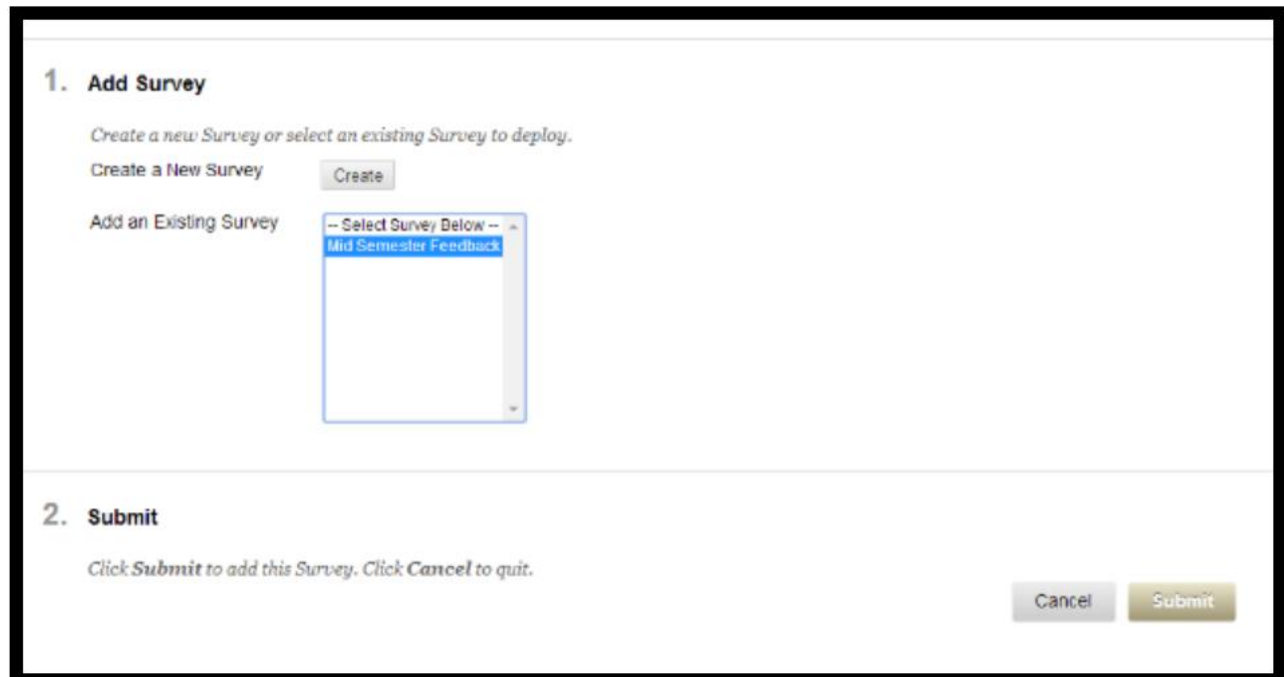 1. Add Survey
Create a new Survey or select an existing Survey to deploy.
Create a New Survey Create
Add an Existing Survey -- Select Survey Below --
Mid Semester Feedback
2. Submit
Click Submit to add this Survey. Click Cancel to quit.
Cancel Submit